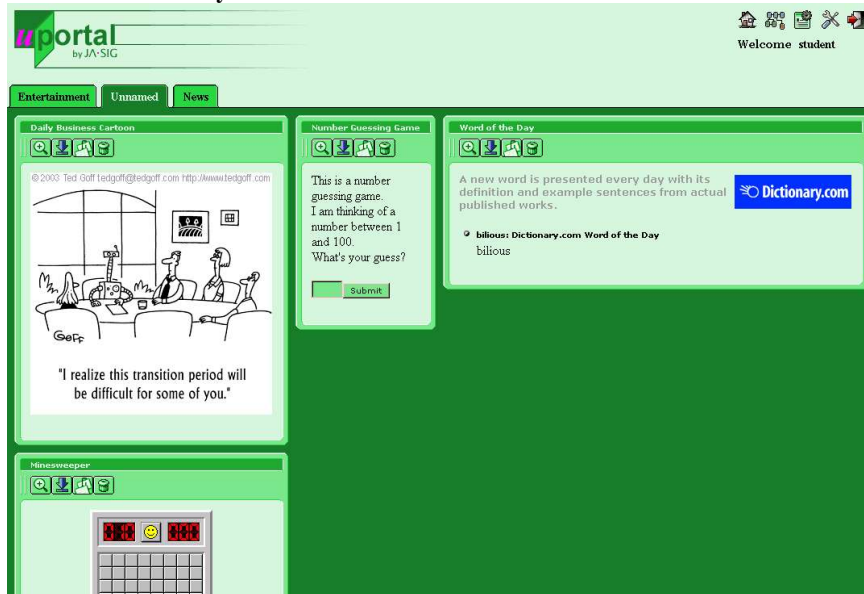 uportal
by JA-SIG
Welcome student
Entertainment
Unnamed
News
Daily Business Cartoon
© 2003 Ted Goff tedgoff@tedgoff.com http://www.tedgoff.com
GOFF
"I realize this transition period will
be difficult for some of you."
Number Guessing Game
This is a number
guessing game.
I am thinking of a
number between 1
and 100.
What's your guess?
Submit
Word of the Day
A new word is presented every day with its
definition and example sentences from actual
published works.
Dictionary.com
bilious: Dictionary.com Word of the Day
bilious
Minesweeper
010
000